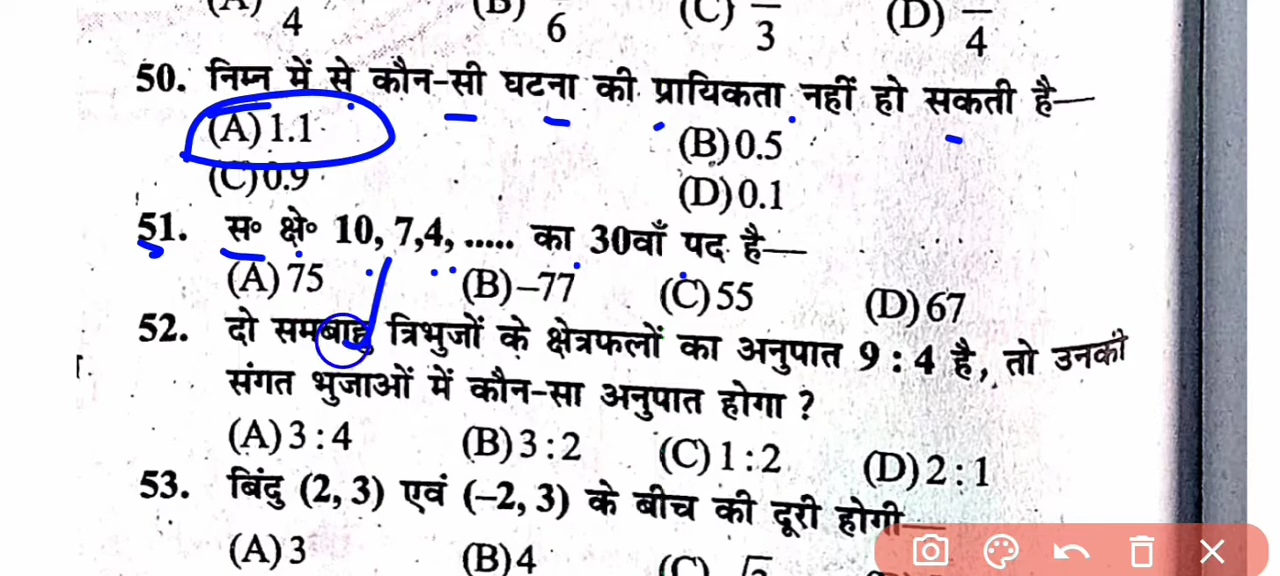 (A) 4 (B) 6 (C) 3 (D) 4
50. निम्न में से कौन-सी घटना की प्रायिकता नहीं हो सकती है—
(A) 1.1 (B) 0.5
(C) 0.9 (D) 0.1
51. स॰ क्षे॰ 10, 7,4, ..... का 30वाँ पद है—
(A) 75 (B) –77 (C) 55 (D) 67
52. दो समबाहु त्रिभुजों के क्षेत्रफलों का अनुपात 9 : 4 है, तो उनकी
संगत भुजाओं में कौन-सा अनुपात होगा ?
(A) 3 : 4 (B) 3 : 2 (C) 1 : 2 (D) 2 : 1
53. बिंदु (2, 3) एवं (–2, 3) के बीच की दूरी होगी—
(A) 3 (B) 4 (C)